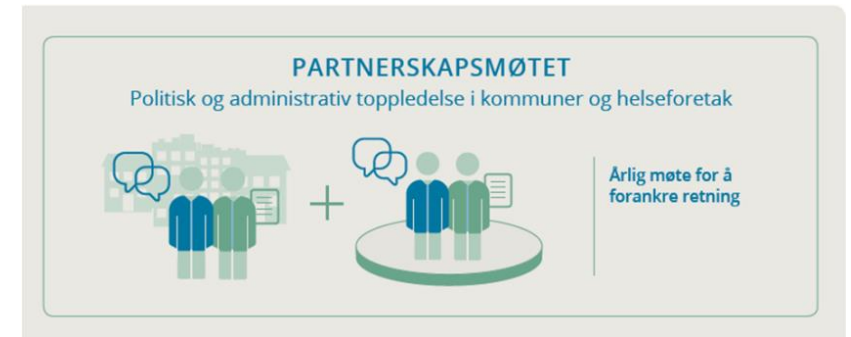 PARTNERSKAPSMØTET
Politisk og administrativ toppledelse i kommuner og helseforetak
Årlig møte for å
forankre retning